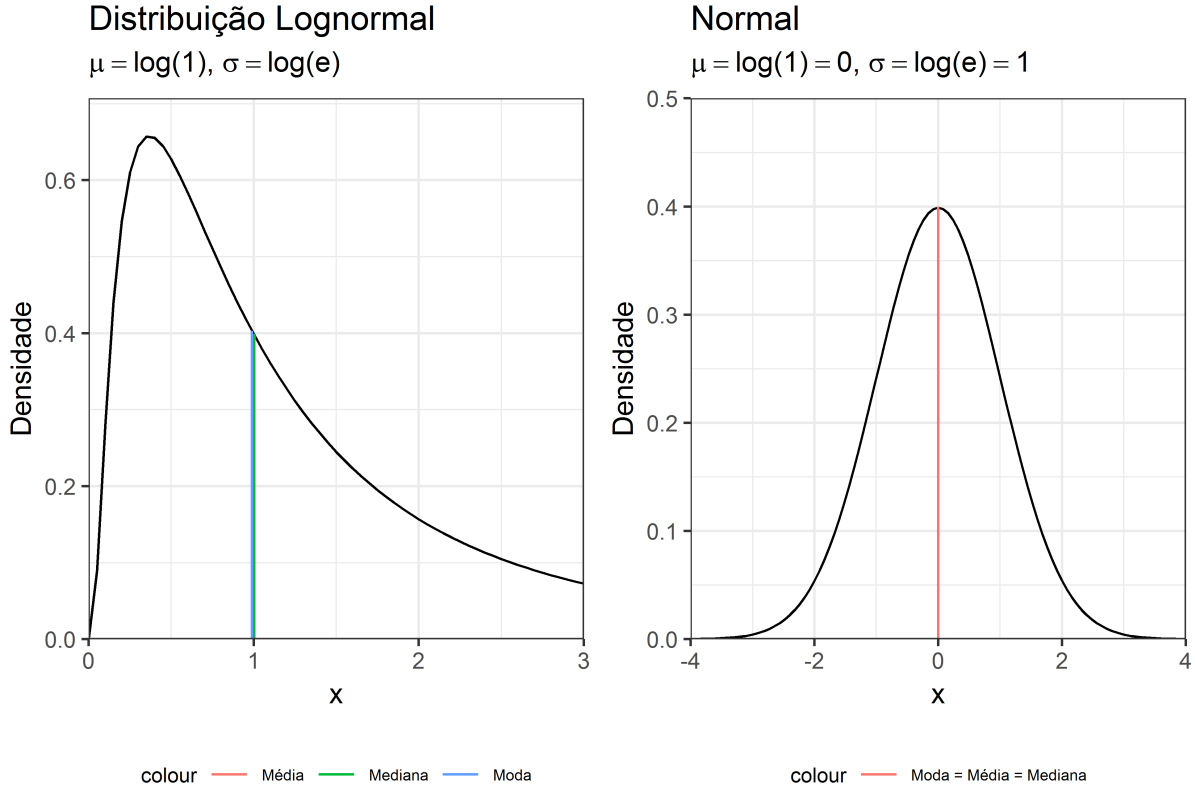 Distribuição Lognormal
μ = log(1), σ = log(e)
Densidade
0.6
0.4
0.2
0.0
0 1 2 3
x
colour Média Mediana Moda
Normal
μ = log(1) = 0, σ = log(e) = 1
Densidade
0.5
0.4
0.3
0.2
0.1
0.0
-4 -2 0 2 4
x
colour Moda = Média = Mediana